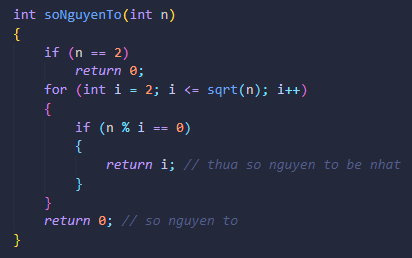 int soNguyenTo(int n)
{
    if (n == 2)
        return 0;
    for (int i = 2; i <= sqrt(n); i++)
    {
        if (n % i == 0)
        {
            return i; // thua so nguyen to be nhat
        }
    }
    return 0; // so nguyen to
}